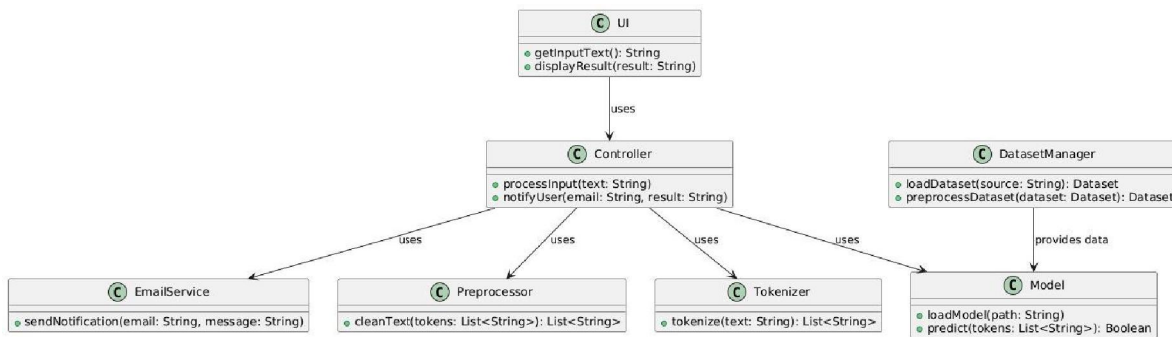 C UI
getInputText(): String
displayResult(result: String)
uses
C Controller
processInput(text: String)
notifyUser(email: String, result: String)
C DatasetManager
loadDataset(source: String): Dataset
preprocessDataset(dataset: Dataset): Dataset
uses
uses
uses
uses
provides data
C EmailService
sendNotification(email: String, message: String)
C Preprocessor
cleanText(tokens: List<String>): List<String>
C Tokenizer
tokenize(text: String): List<String>
C Model
loadModel(path: String)
predict(tokens: List<String>): Boolean